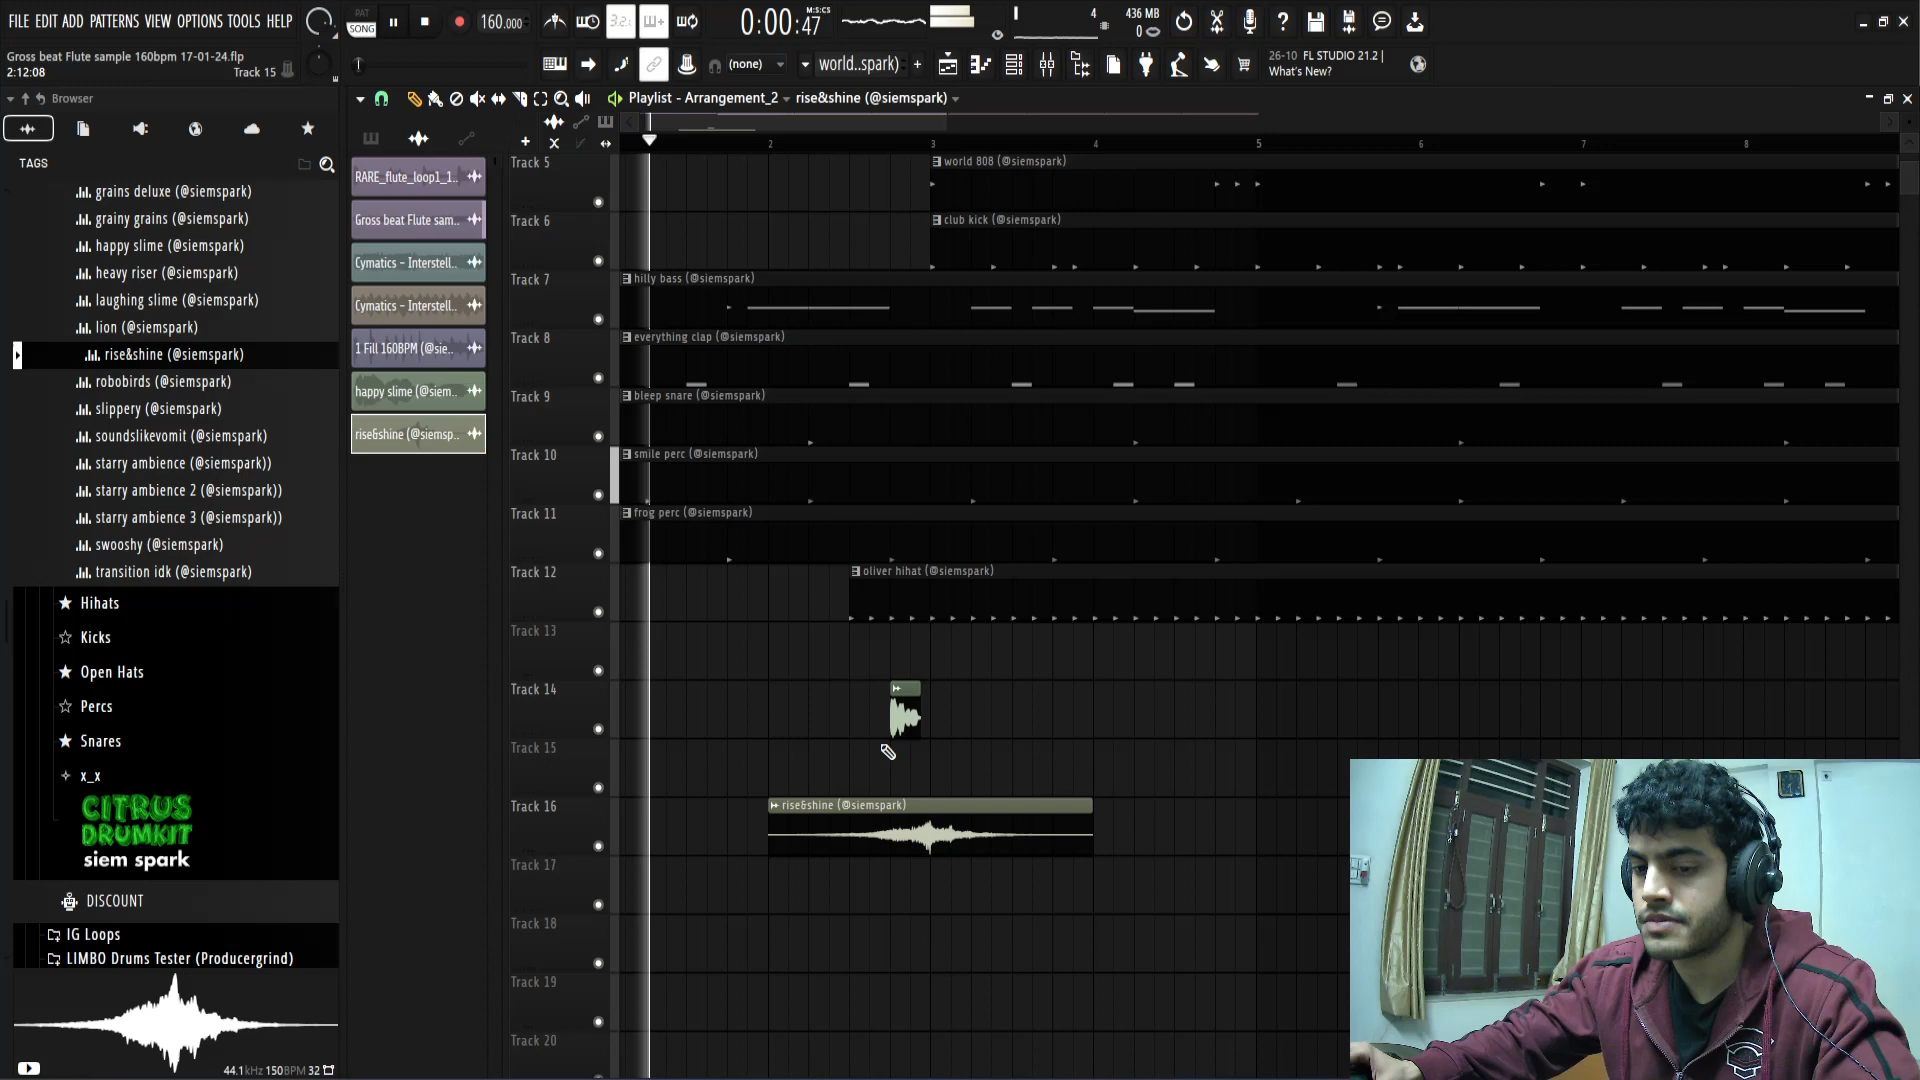 FILE EDIT ADD PATTERNS VIEW OPTIONS TOOLS HELP
PAT
SONG
160.000
3.2:
0:00:47
M:S:CS
4
436 MB
0
Gross beat Flute sample 160bpm 17-01-24.flp
2:12:08
Track 15
(none)
world..spark)
26-10 FL STUDIO 21.2 |
What's New?
Browser
Playlist - Arrangement_2
rise&shine (@siemspark)
TAGS
grains deluxe (@siemspark)
grainy grains (@siemspark)
happy slime (@siemspark)
heavy riser (@siemspark)
laughing slime (@siemspark)
lion (@siemspark)
rise&shine (@siemspark)
robobirds (@siemspark)
slippery (@siemspark)
soundslikevomit (@siemspark)
starry ambience (@siemspark))
starry ambience 2 (@siemspark))
starry ambience 3 (@siemspark))
swooshy (@siemspark)
transition idk (@siemspark)
Hihats
Kicks
Open Hats
Percs
Snares
x_x
CITRUS
DRUMKIT
siem spark
DISCOUNT
IG Loops
LIMBO Drums Tester (Producergrind)
44.1kHz 150BPM 32
RARE_flute_loop1_1..
Gross beat Flute sam..
Cymatics - Interstell..
Cymatics - Interstell..
1 Fill 160BPM (@sie..
happy slime (@siem..
rise&shine (@siemsp..
2 3 4 5 6 7 8
Track 5
world 808 (@siemspark)
Track 6
club kick (@siemspark)
Track 7
hilly bass (@siemspark)
Track 8
everything clap (@siemspark)
Track 9
bleep snare (@siemspark)
Track 10
smile perc (@siemspark)
Track 11
frog perc (@siemspark)
Track 12
oliver hihat (@siemspark)
Track 13
Track 14
Track 15
Track 16
rise&shine (@siemspark)
Track 17
Track 18
Track 19
Track 20